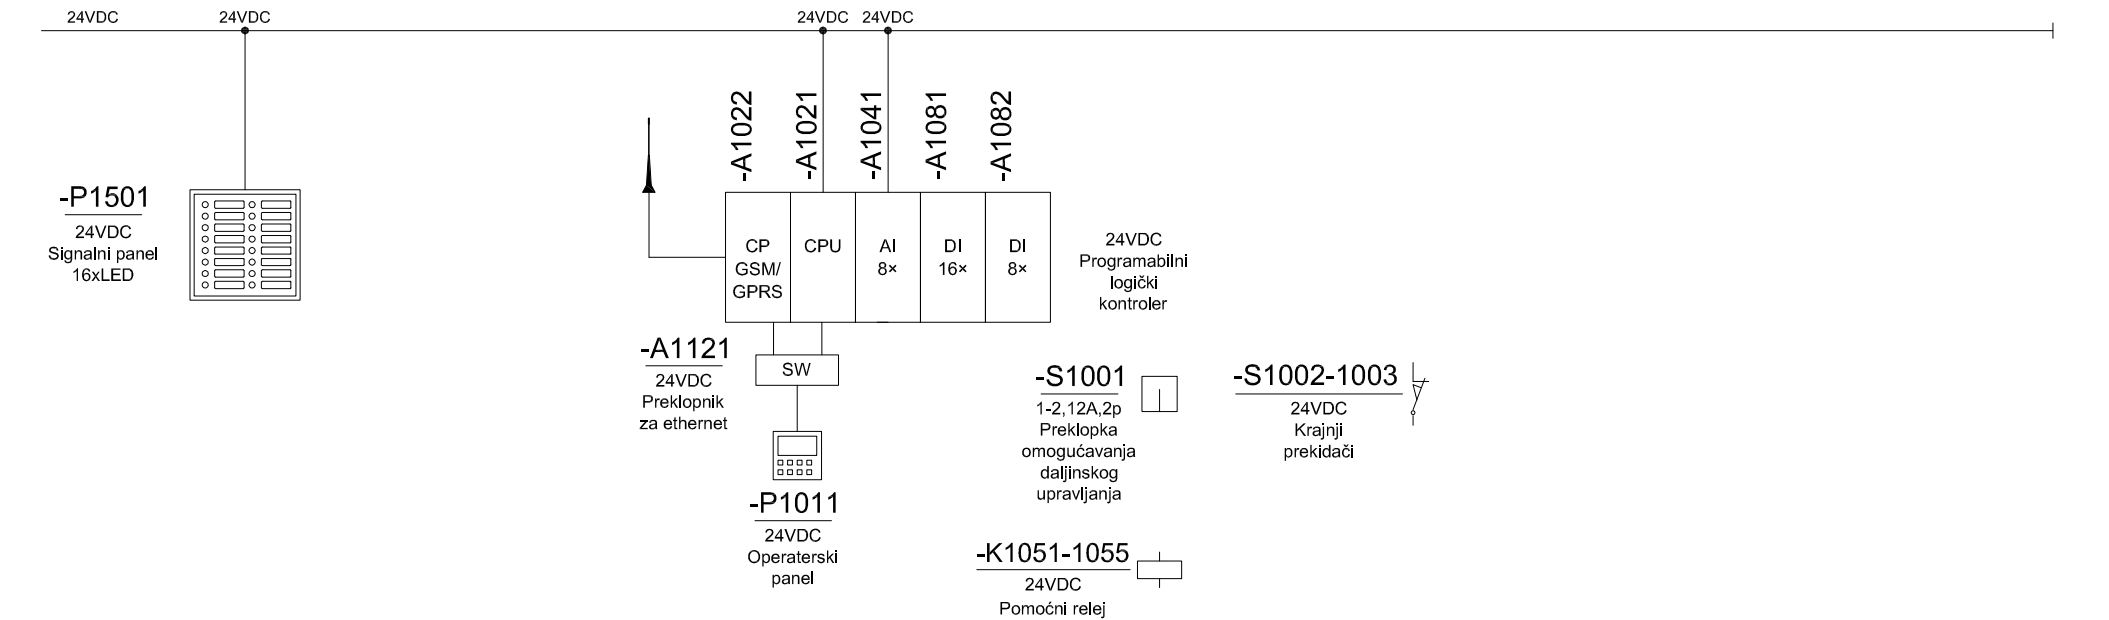 24VDC
24VDC
24VDC
24VDC
-P1501
24VDC
Signalni panel
16xLED
-A1022
-A1021
-A1041
-A1081
-A1082
CP
GSM/
GPRS
CPU
AI
8×
DI
16×
DI
8×
24VDC
Programabilni
logički
kontroler
-A1121
24VDC
Preklopnik
za ethernet
SW
-P1011
24VDC
Operaterski
panel
-S1001
1-2,12A,2p
Preklopka
omogućavanja
daljinskog
upravljanja
-S1002-1003
24VDC
Krajnji
prekidači
-K1051-1055
24VDC
Pomoćni relej